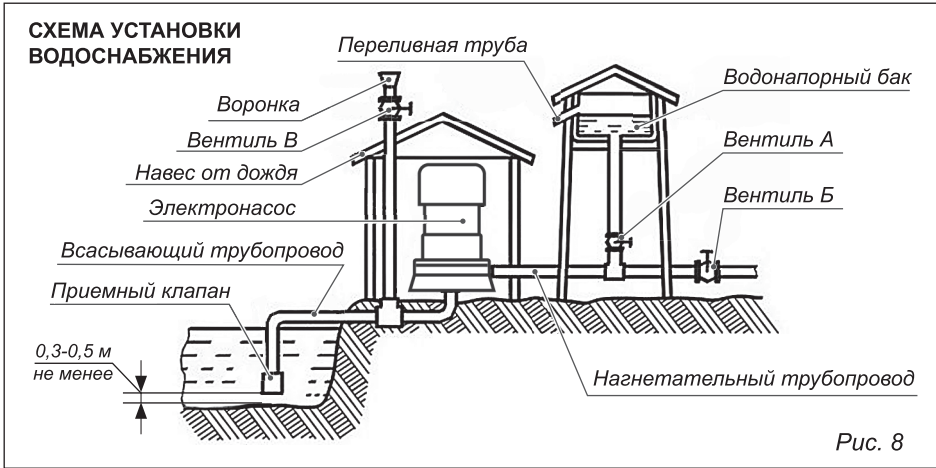 СХЕМА УСТАНОВКИ
ВОДОСНАБЖЕНИЯ
Переливная труба
Водонапорный бак
Воронка
Вентиль В
Вентиль А
Навес от дождя
Вентиль Б
Электронасос
Всасывающий трубопровод
Приемный клапан
0,3-0,5 м
не менее
Нагнетательный трубопровод
Рис. 8